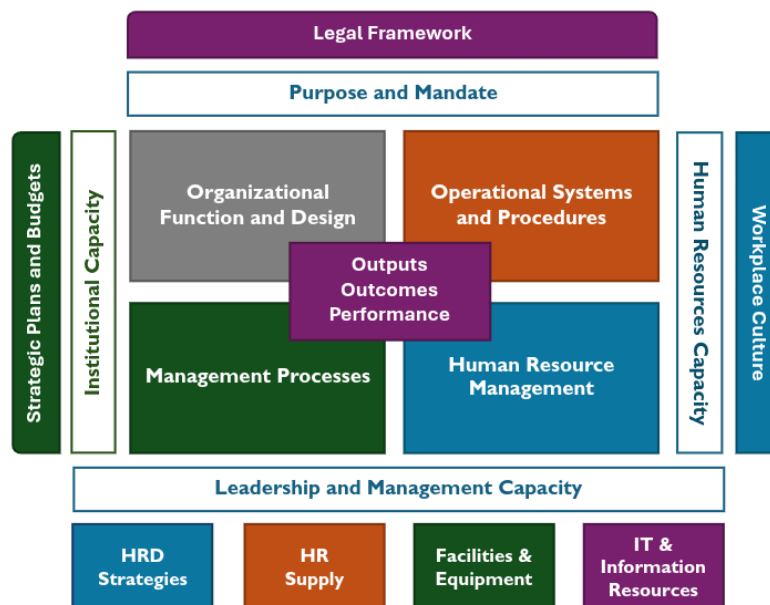 Legal Framework
Purpose and Mandate
Strategic Plans and Budgets
Institutional Capacity
Organizational
Function and Design
Operational Systems
and Procedures
Outputs
Outcomes
Performance
Management Processes
Human Resource
Management
Human Resources Capacity
Workplace Culture
Leadership and Management Capacity
HRD
Strategies
HR
Supply
Facilities &
Equipment
IT &
Information
Resources